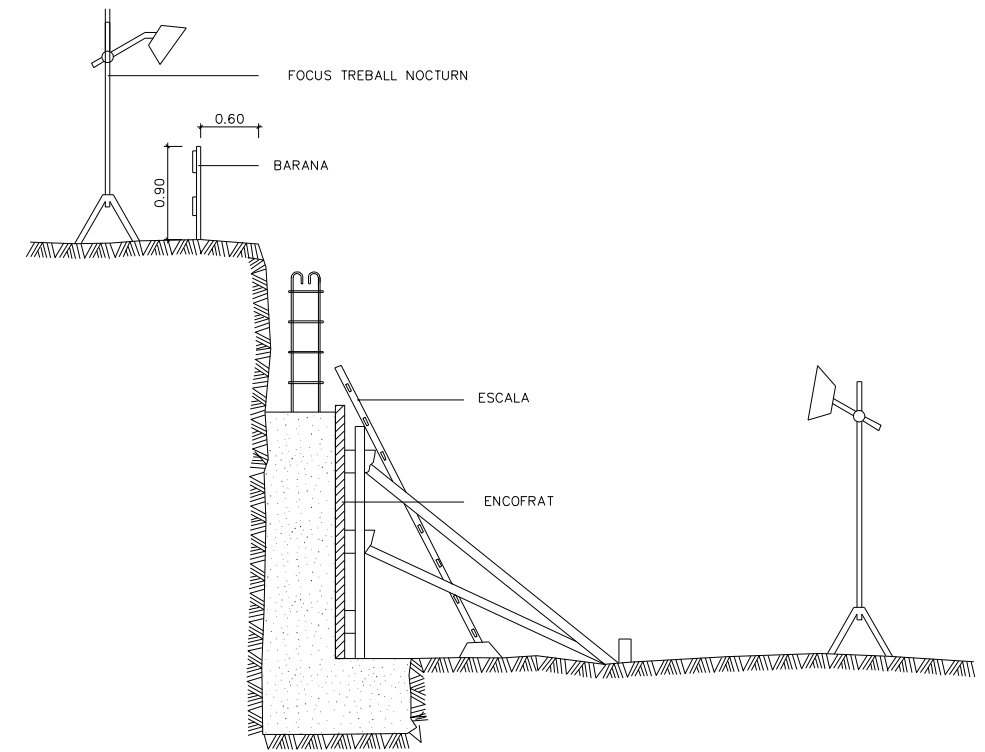 FOCUS TREBALL NOCTURN
0.60
BARANA
0.90
ESCALA
ENCOFRAT